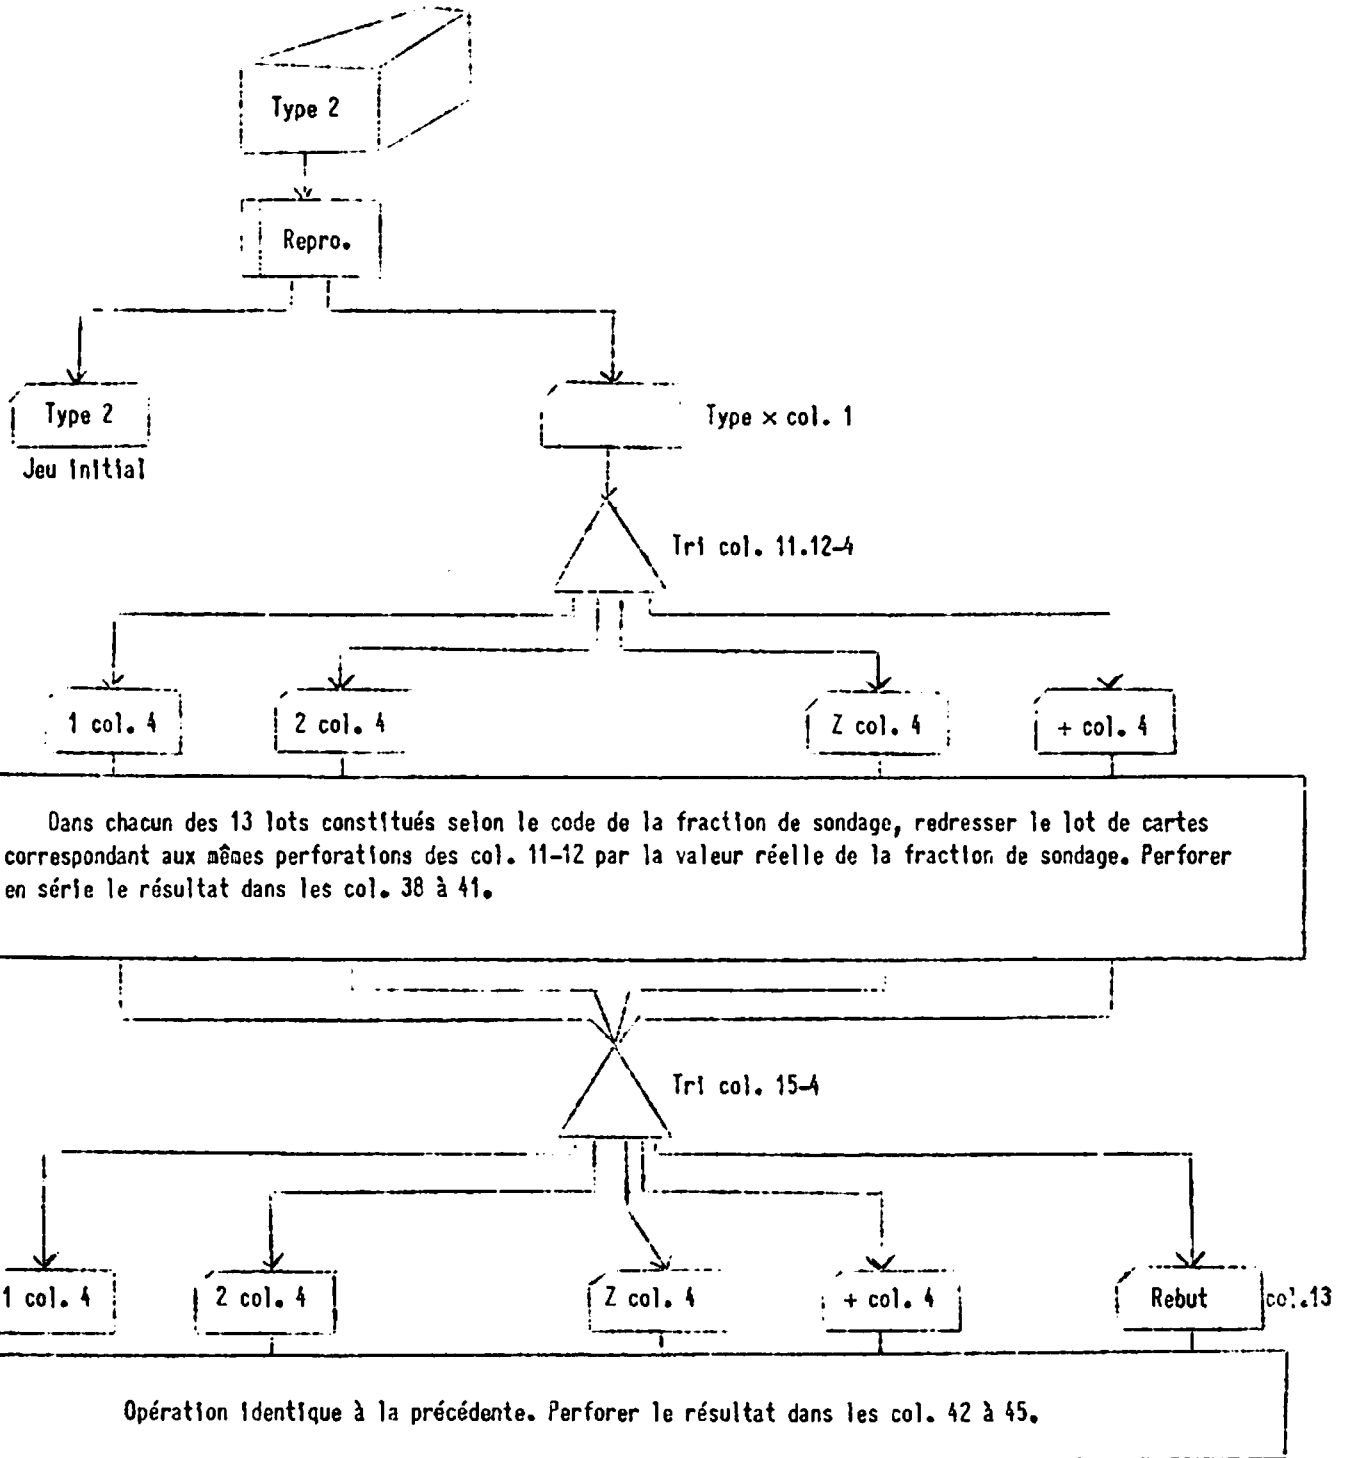 Type 2
Repro.
Type 2
Jeu initial
Type × col. 1
Tri col. 11.12-4
1 col. 4
2 col. 4
Z col. 4
+ col. 4
Dans chacun des 13 lots constitués selon le code de la fraction de sondage, redresser le lot de cartes
correspondant aux mêmes perforations des col. 11-12 par la valeur réelle de la fraction de sondage. Perforer
en série le résultat dans les col. 38 à 41.
Tri col. 15-4
1 col. 4
2 col. 4
Z col. 4
+ col. 4
Rebut
col.13
Opération identique à la précédente. Perforer le résultat dans les col. 42 à 45.